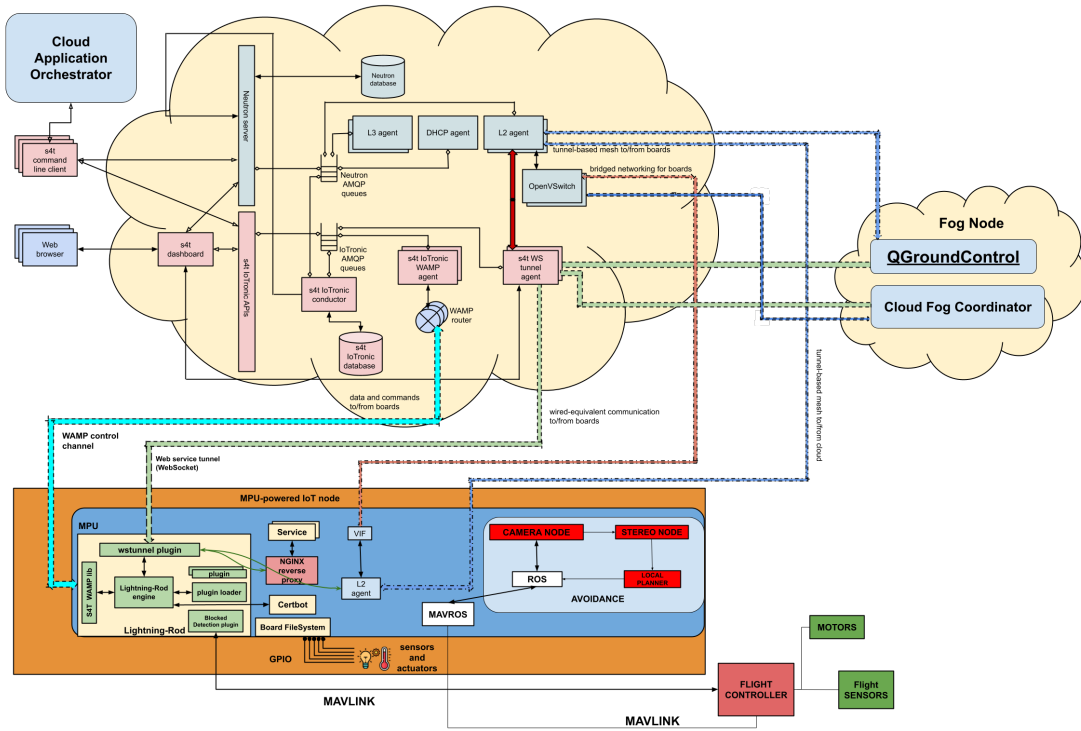 Cloud
Application
Orchestrator
s4t
command
line client
Web
browser
s4t
dashboard
Neutron server
s4t IoTronic APIs
Neutron
database
L3 agent
DHCP agent
L2 agent
tunnel-based mesh to/from boards
bridged networking for boards
OpenVSwitch
Neutron
AMQP
queues
IoTronic
AMQP
queues
s4t IoTronic
conductor
s4t IoTronic
WAMP
agent
s4t WS
tunnel
agent
WAMP
router
s4t
IoTronic
database
Fog Node
QGroundControl
Cloud Fog Coordinator
data and commands
to/from boards
wired-equivalent communication
to/from boards
tunnel-based mesh to/from cloud
WAMP control
channel
Web service tunnel
(WebSocket)
MPU-powered IoT node
MPU
wstunnel plugin
S4T WAMP lib
Lightning-Rod
engine
plugin
plugin loader
Blocked
Detection plugin
Lightning-Rod
Service
NGINX
reverse
proxy
Certbot
Board FileSystem
VIF
L2
agent
CAMERA NODE
STEREO NODE
ROS
LOCAL
PLANNER
AVOIDANCE
MAVROS
GPIO
sensors
and
actuators
MAVLINK
MAVLINK
FLIGHT
CONTROLLER
MOTORS
Flight
SENSORS